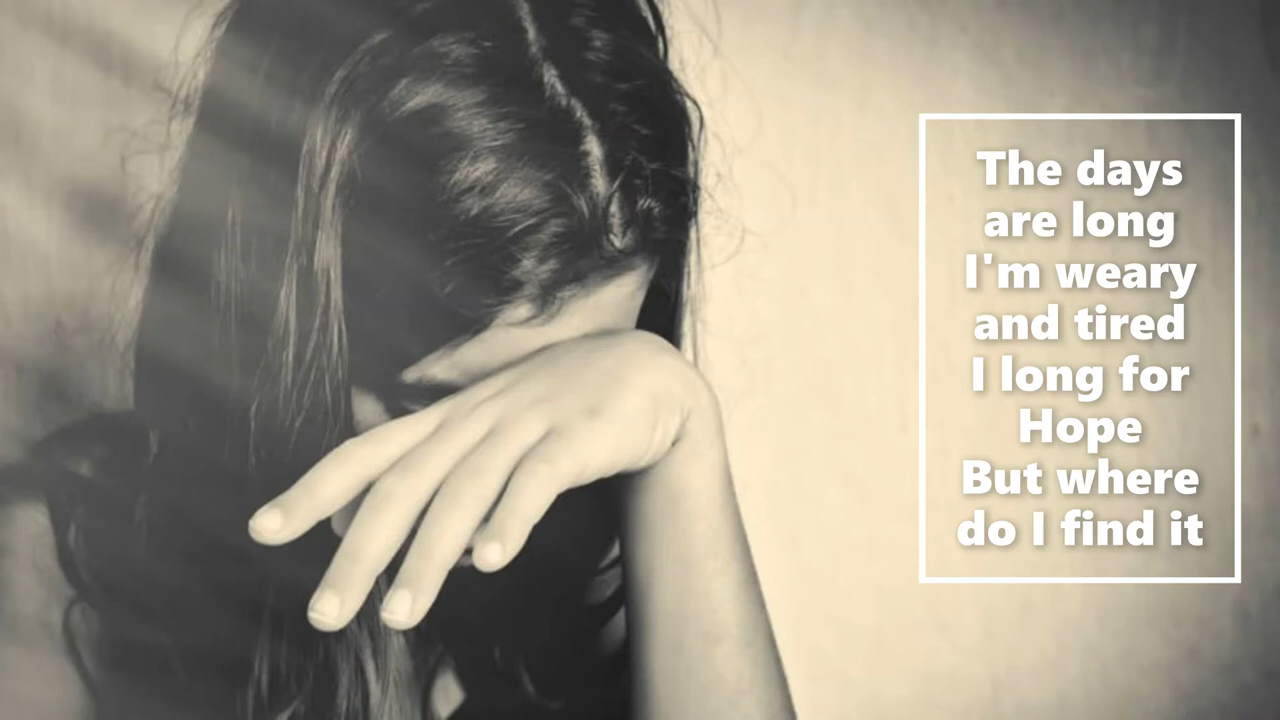 The days
are long
I'm weary
and tired
I long for
Hope
But where
do I find it